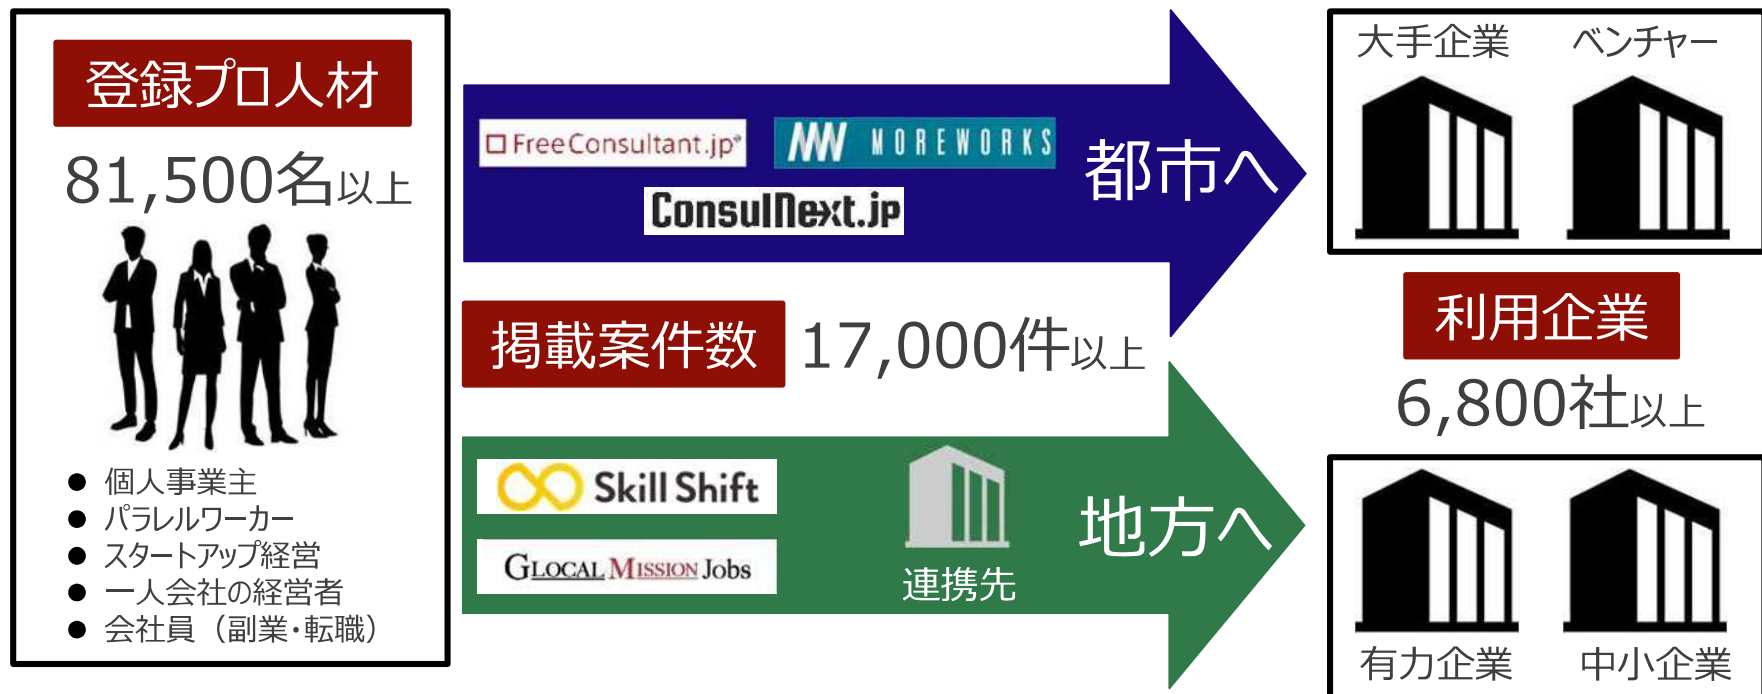 登録プロ人材
81,500名以上
● 個人事業主
● パラレルワーカー
● スタートアップ経営
● 一人会社の経営者
● 会社員（副業・転職）
FreeConsultant.jp®
MOREWORKS
ConsulNext.jp
都市へ
掲載案件数 17,000件以上
Skill Shift
GLOCAL MISSION Jobs
連携先
地方へ
大手企業 ベンチャー
利用企業
6,800社以上
有力企業 中小企業